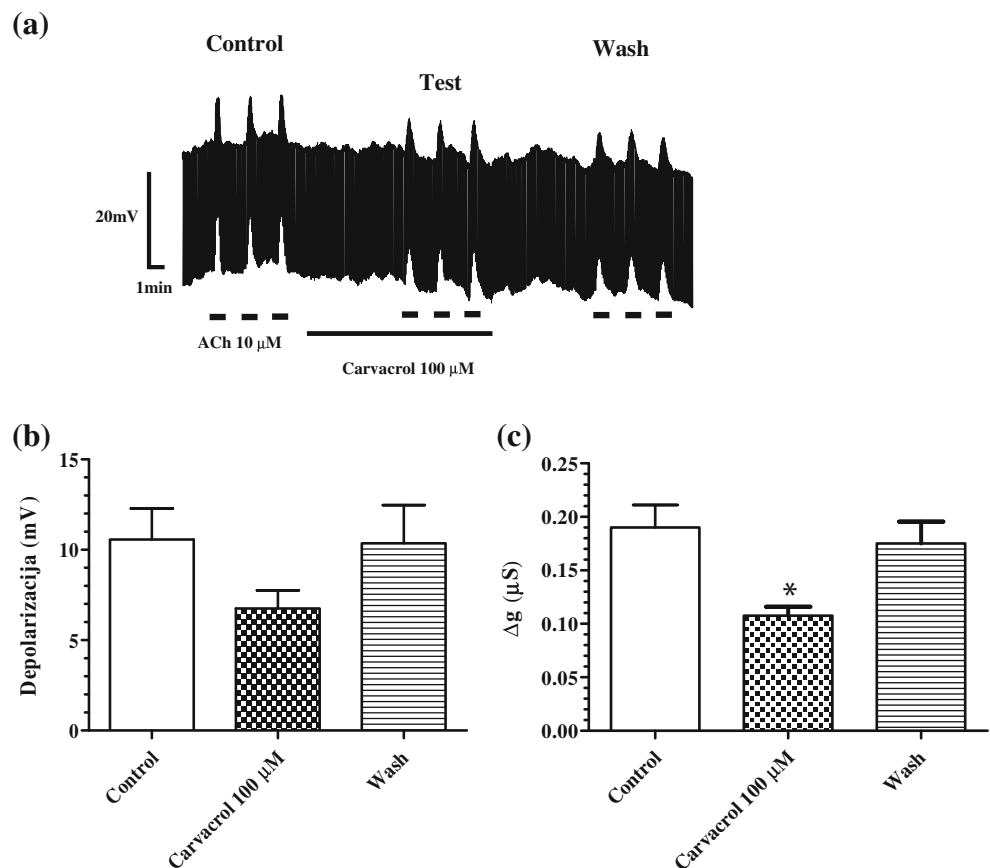 (a)
Control
Test
Wash
20mV
1min
ACh 10 μM
Carvacrol 100 μM
(b)
Depolarizacija (mV)
15
10
5
0
Control
Carvacrol 100 μM
Wash
(c)
Δg (μS)
0.25
0.20
0.15
0.10
0.05
0.00
*
Control
Carvacrol 100 μM
Wash